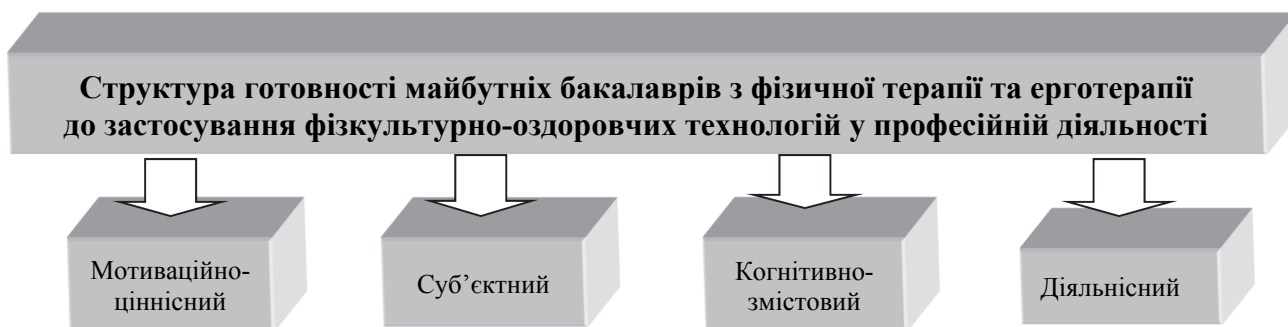 Структура готовності майбутніх бакалаврів з фізичної терапії та ерготерапії
до застосування фізкультурно-оздоровчих технологій у професійній діяльності
Мотиваційно-
ціннісний
Суб’єктний
Когнітивно-
змістовий
Діяльнісний